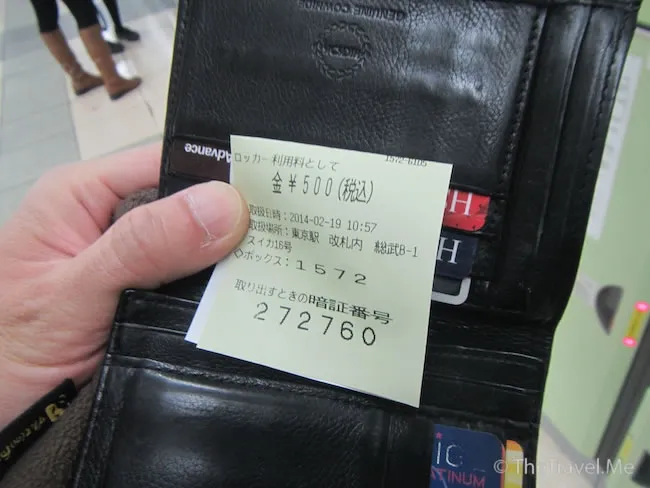 GENUINE COWHIDE
Advance
1572-6105
ロッカー利用料として
金 ¥500(税込)
取扱日時:2014-02-19 10:57
取扱場所:東京駅 改札内 総武B-1
スイカ16号
◇ボックス:1572
取り出すときの暗証番号
272760
H
H
PLATINUM
© TheTravel.Me